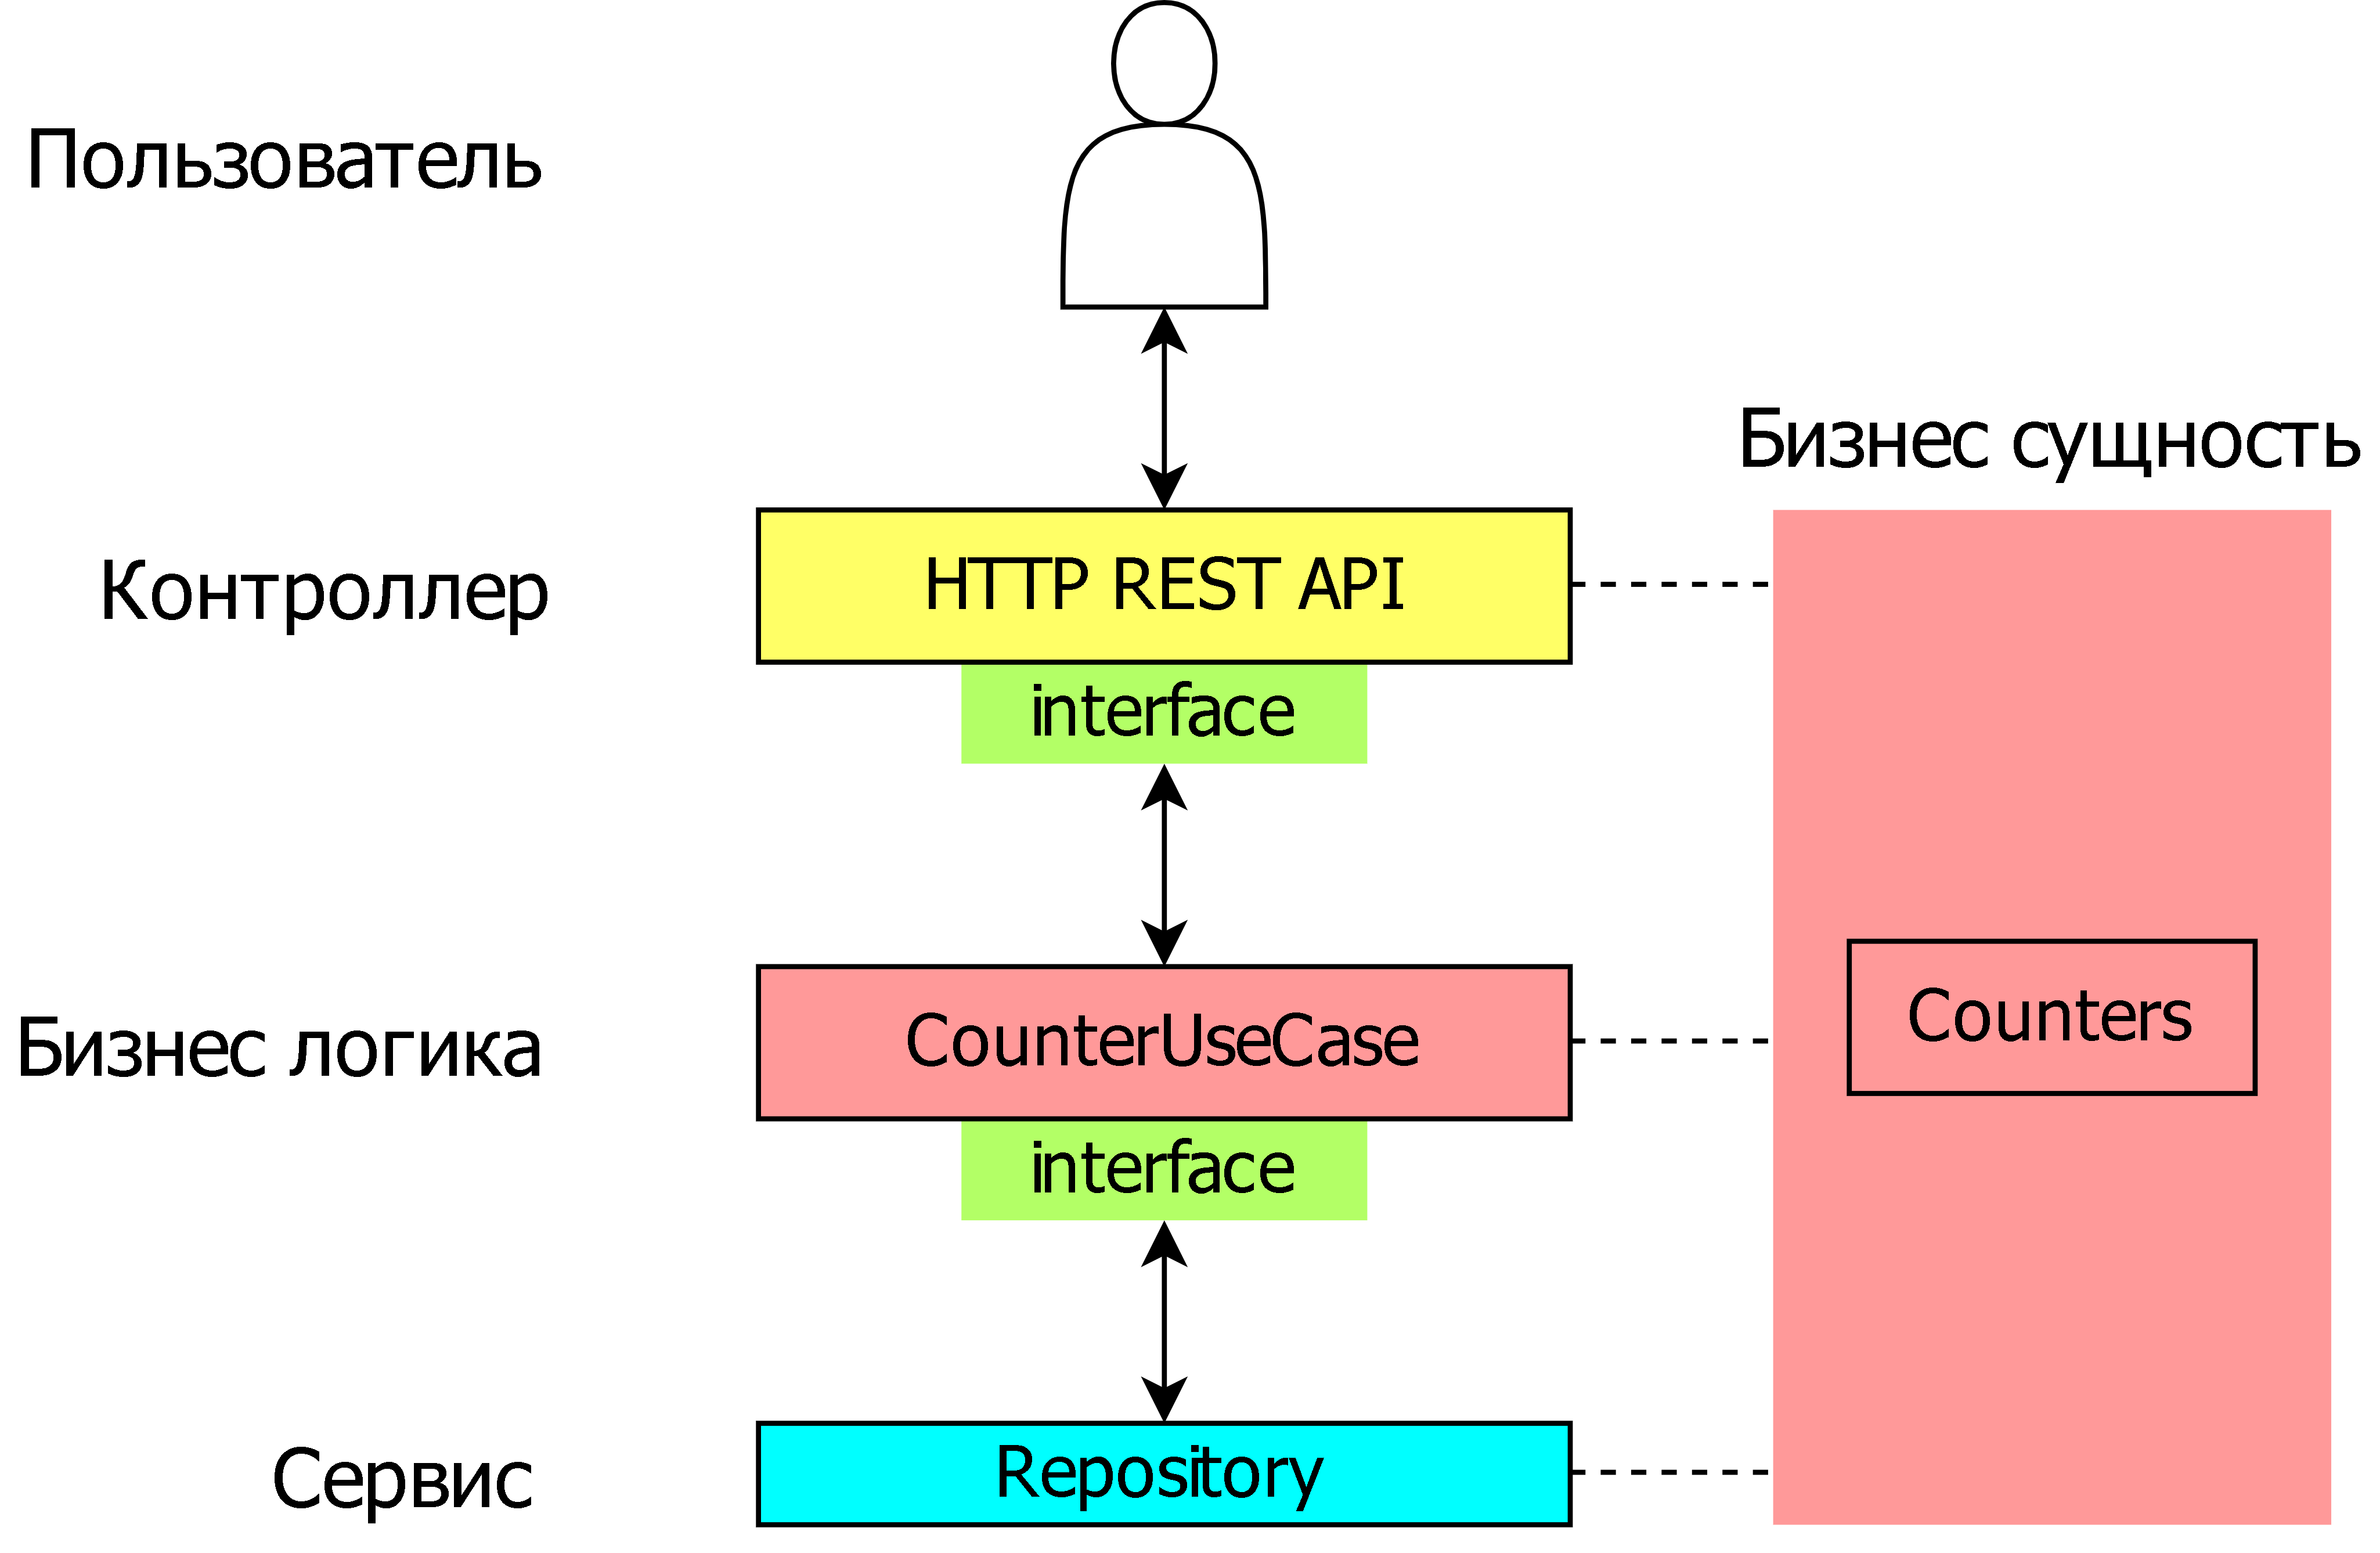 Пользователь
Бизнес сущность
Контроллер
HTTP REST API
interface
Бизнес логика
CounterUseCase
Counters
interface
Сервис
Repository